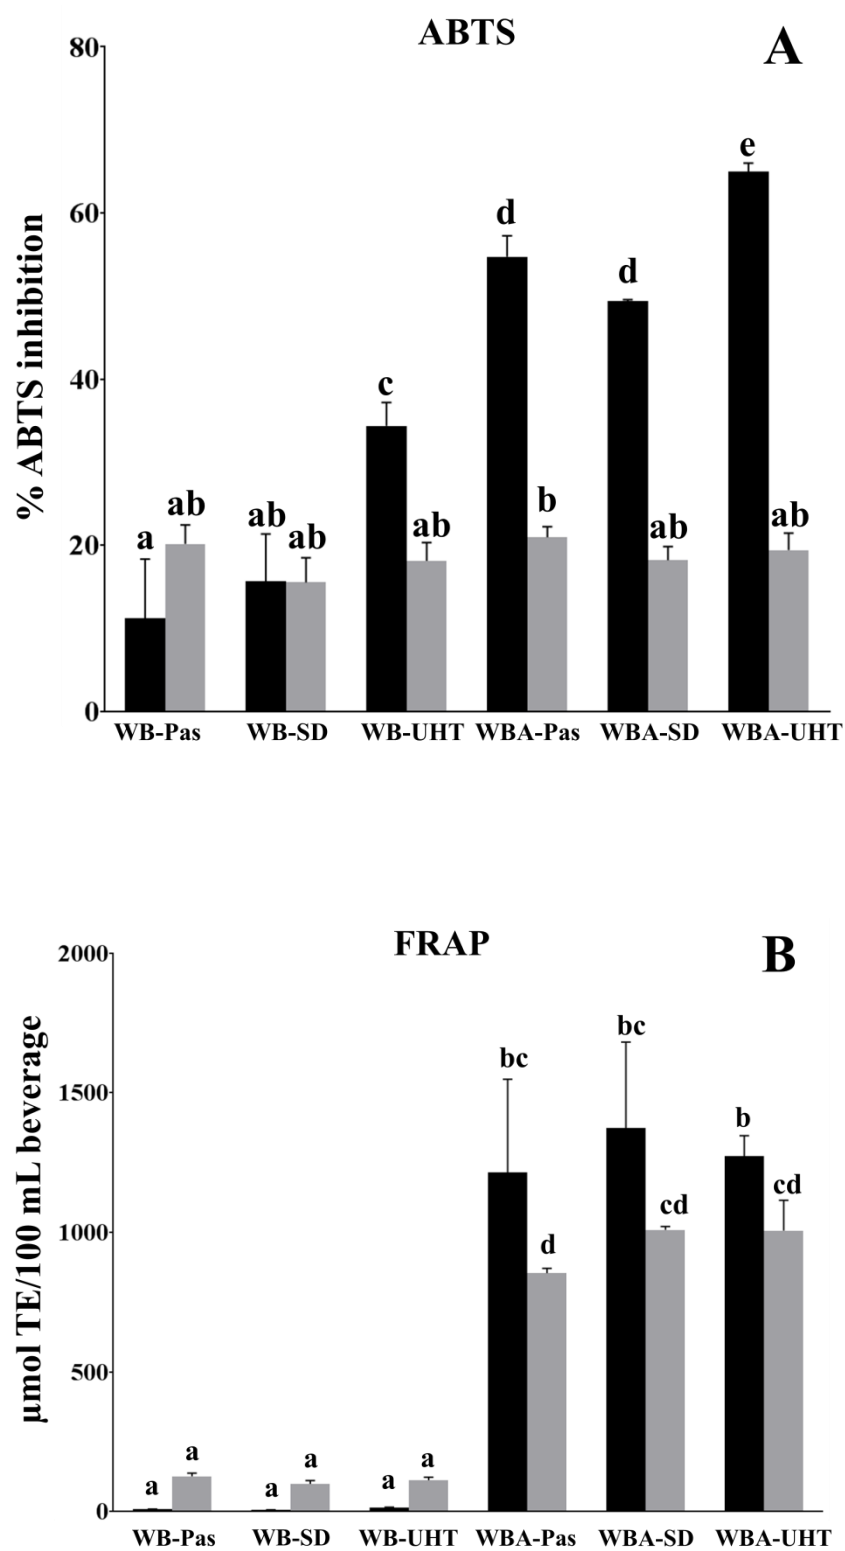 ABTS
A
% ABTS inhibition
80
60
40
20
0
a
ab
ab
ab
c
ab
d
b
d
ab
e
ab
WB-Pas WB-SD WB-UHT WBA-Pas WBA-SD WBA-UHT
FRAP
B
µmol TE/100 mL beverage
2000
1500
1000
500
0
a
a
a
a
a
a
bc
d
bc
cd
b
cd
WB-Pas WB-SD WB-UHT WBA-Pas WBA-SD WBA-UHT